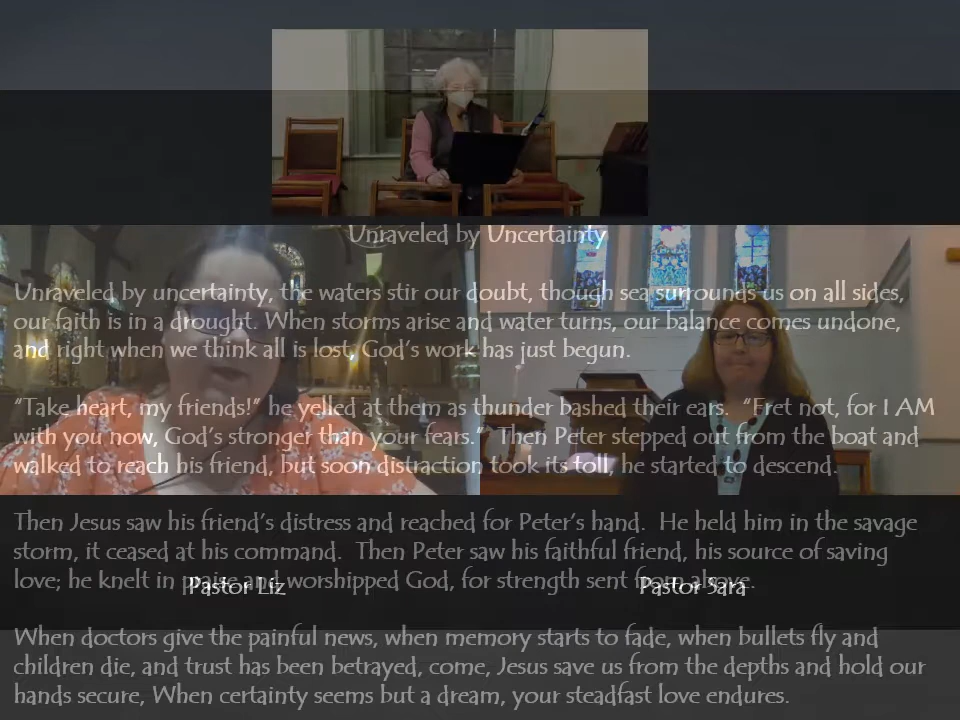 Unraveled by Uncertainty
Unraveled by uncertainty, the waters stir our doubt, though sea surrounds us on all sides,
our faith is in a drought. When storms arise and water turns, our balance comes undone,
and right when we think all is lost, God's work has just begun.
"Take heart, my friends!" he yelled at them as thunder bashed their ears.  "Fret not, for I AM
with you now, God's stronger than your fears."  Then Peter stepped out from the boat and
walked to reach his friend, but soon distraction took its toll, he started to descend.
Then Jesus saw his friend's distress and reached for Peter's hand.  He held him in the savage
storm, it ceased at his command.  Then Peter saw his faithful friend, his source of saving
love; he knelt in praise and worshipped God, for strength sent from above.
Pastor Liz
Pastor Sara
When doctors give the painful news, when memory starts to fade, when bullets fly and
children die, and trust has been betrayed, come, Jesus save us from the depths and hold our
hands secure, When certainty seems but a dream, your steadfast love endures.